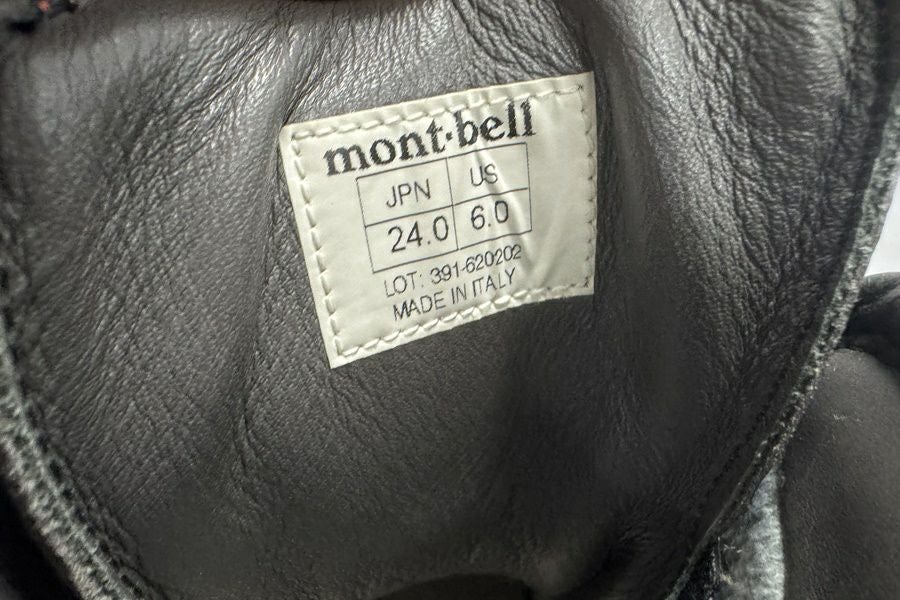 mont-bell
JPN US
24.0 6.0
LOT: 391-620202
MADE IN ITALY